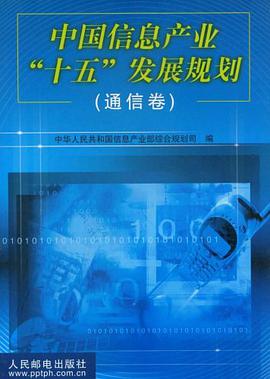 中国信息产业
“十五”发展规划
(通信卷)
中华人民共和国信息产业部综合规划司 编
人民邮电出版社
www.pptph.com.cn